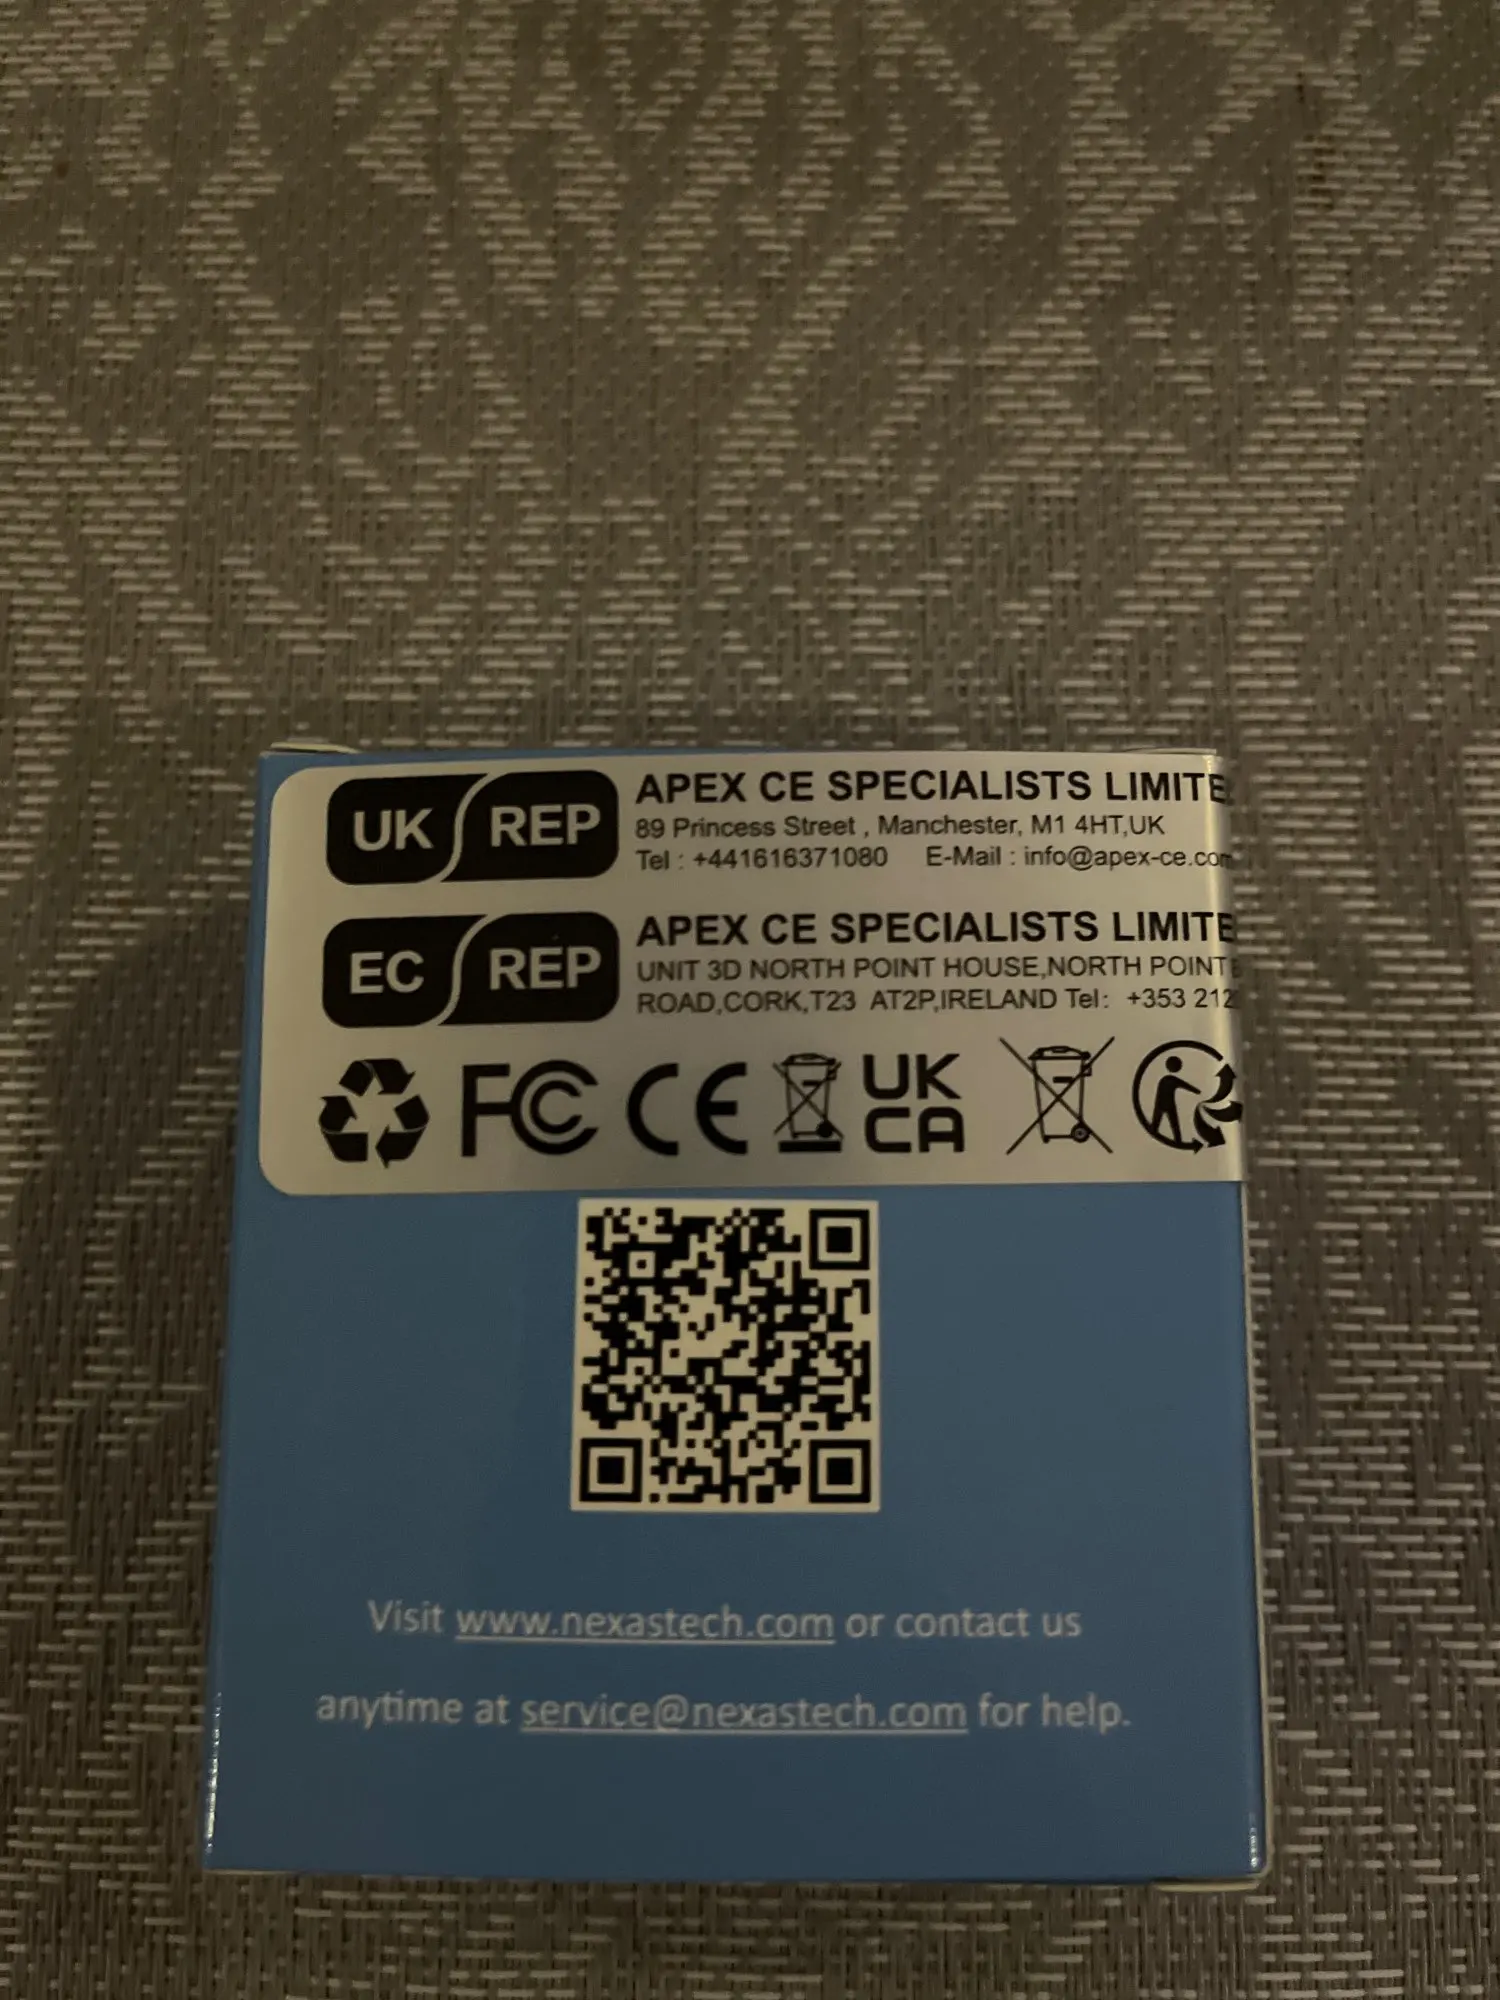 UK REP
APEX CE SPECIALISTS LIMITE
89 Princess Street , Manchester, M1 4HT,UK
Tel : +441616371080 E-Mail : info@apex-ce.com
EC REP
APEX CE SPECIALISTS LIMITE
UNIT 3D NORTH POINT HOUSE,NORTH POINT
ROAD,CORK,T23 AT2P,IRELAND Tel: +353 212
FC CE UK
CA
Visit www.nexastech.com or contact us
anytime at service@nexastech.com for help.